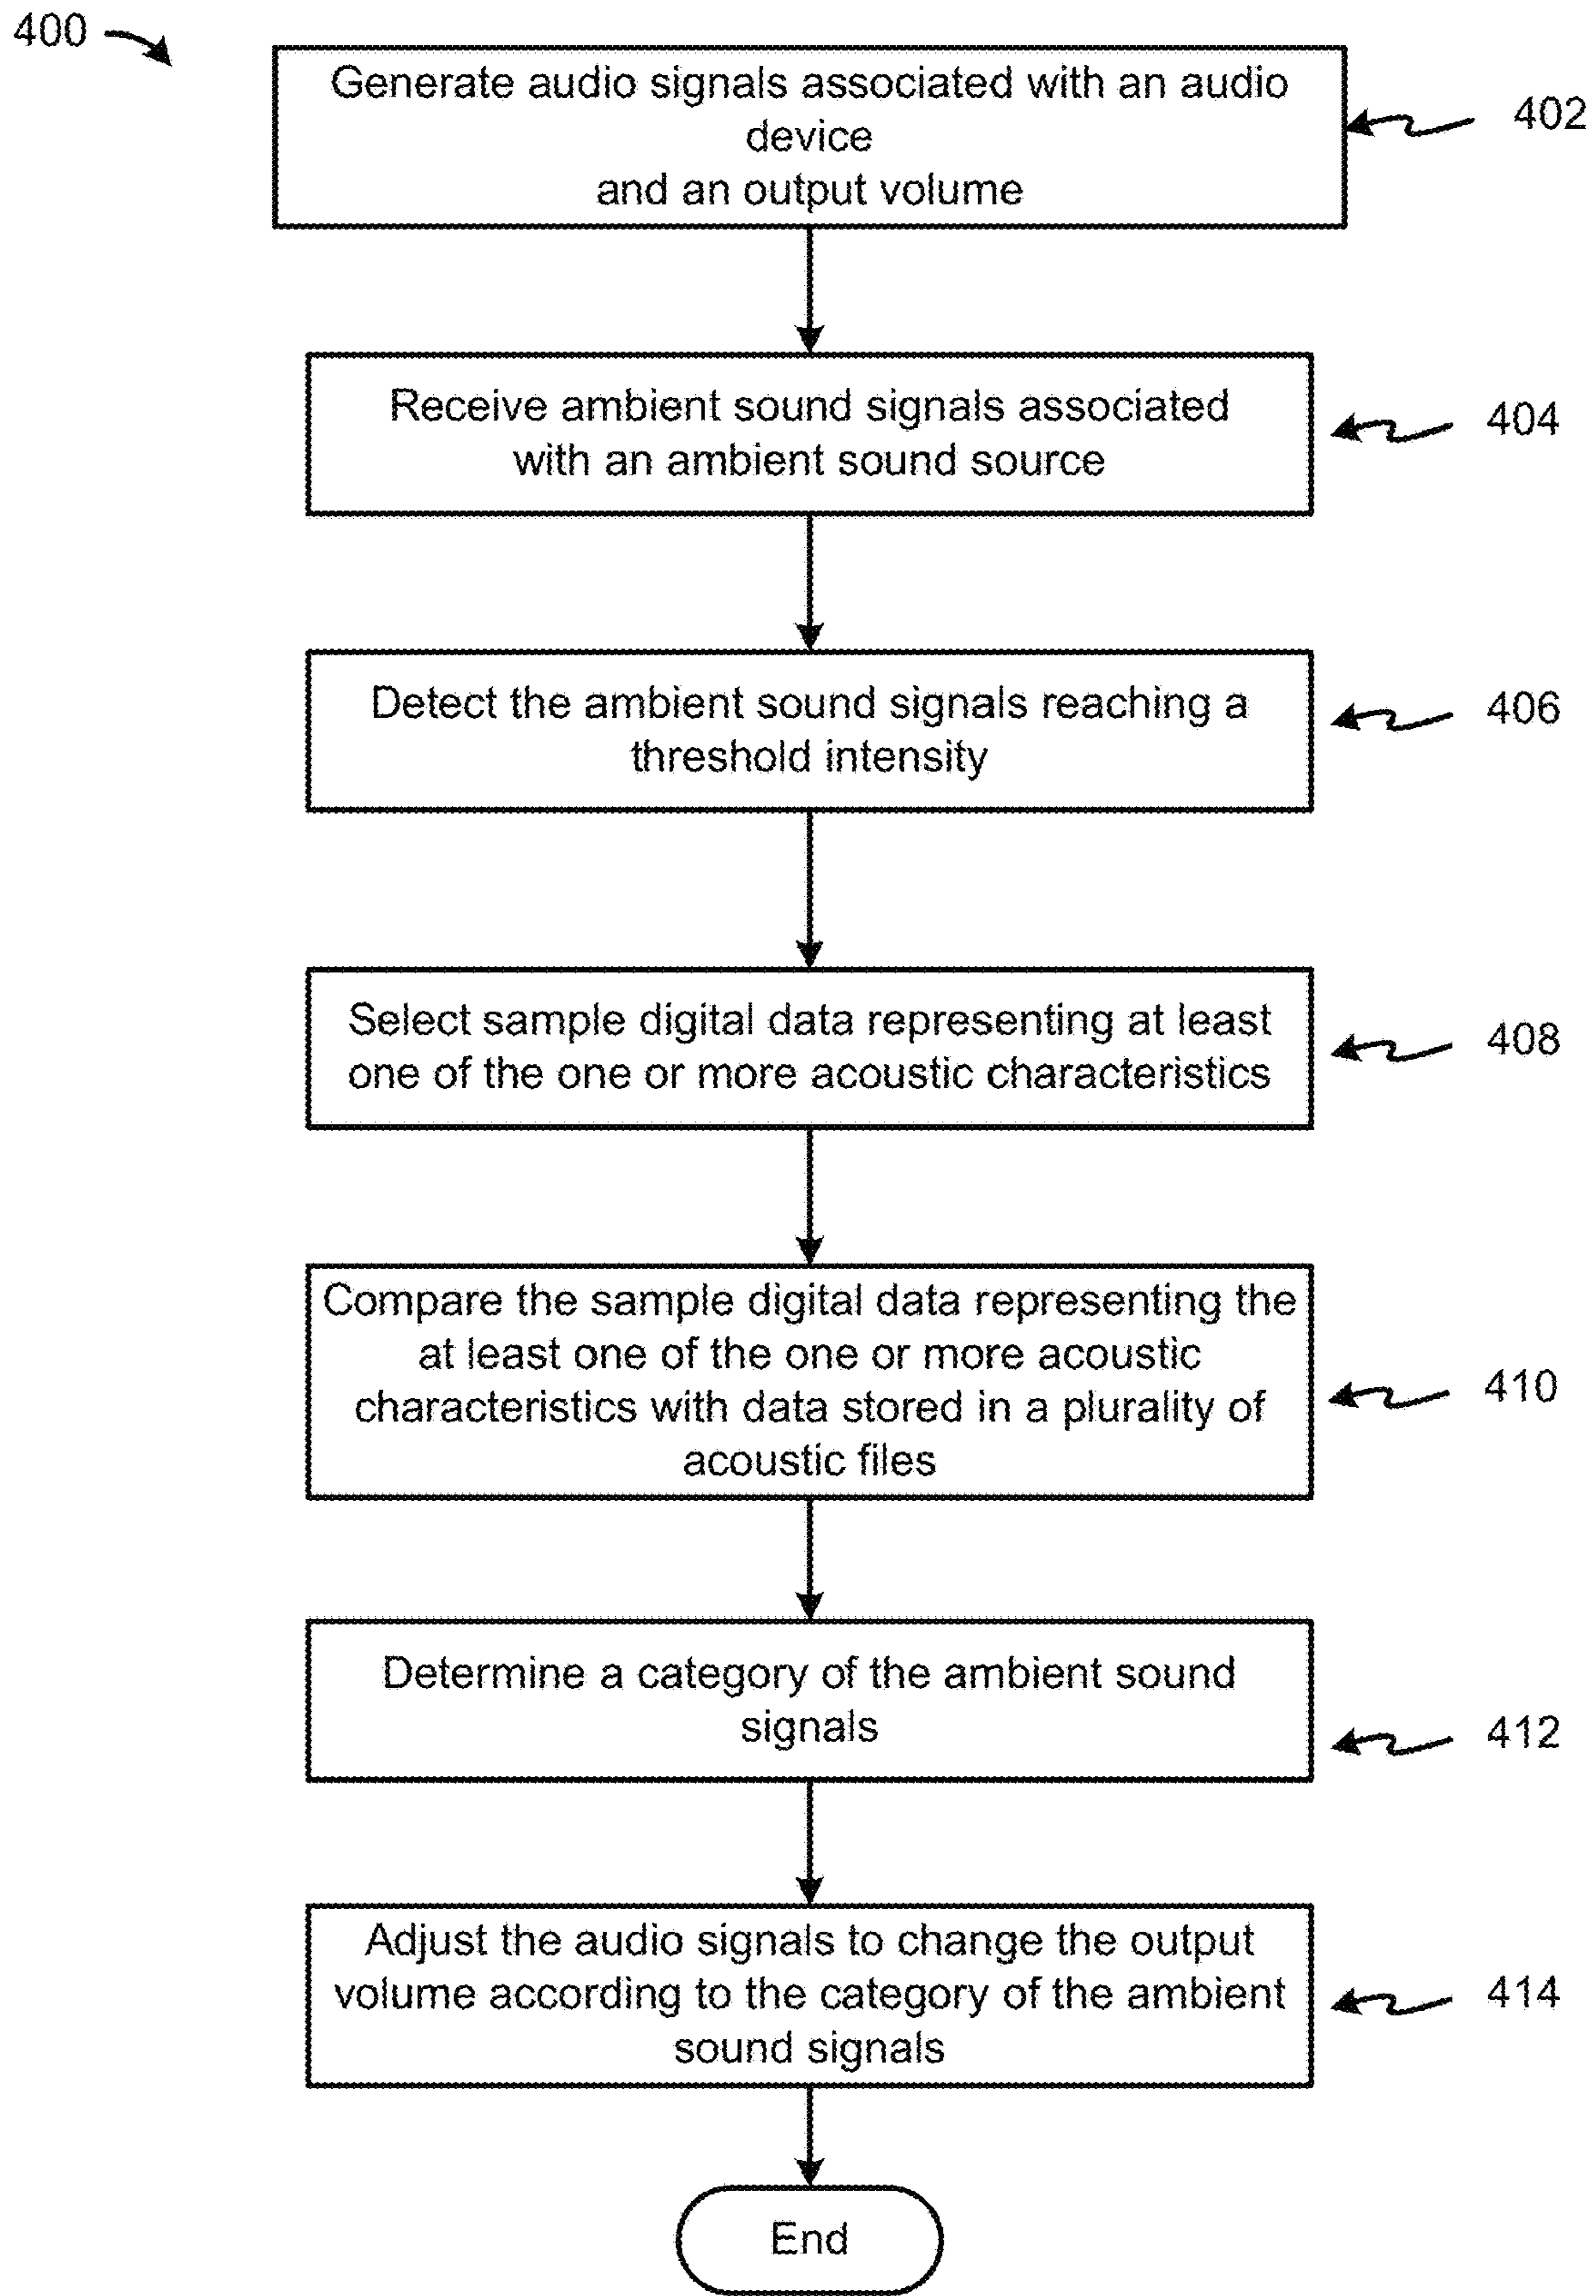 400
Generate audio signals associated with an audio
device
and an output volume
402
Receive ambient sound signals associated
with an ambient sound source
404
Detect the ambient sound signals reaching a
threshold intensity
406
Select sample digital data representing at least
one of the one or more acoustic characteristics
408
Compare the sample digital data representing the
at least one of the one or more acoustic
characteristics with data stored in a plurality of
acoustic files
410
Determine a category of the ambient sound
signals
412
Adjust the audio signals to change the output
volume according to the category of the ambient
sound signals
414
End